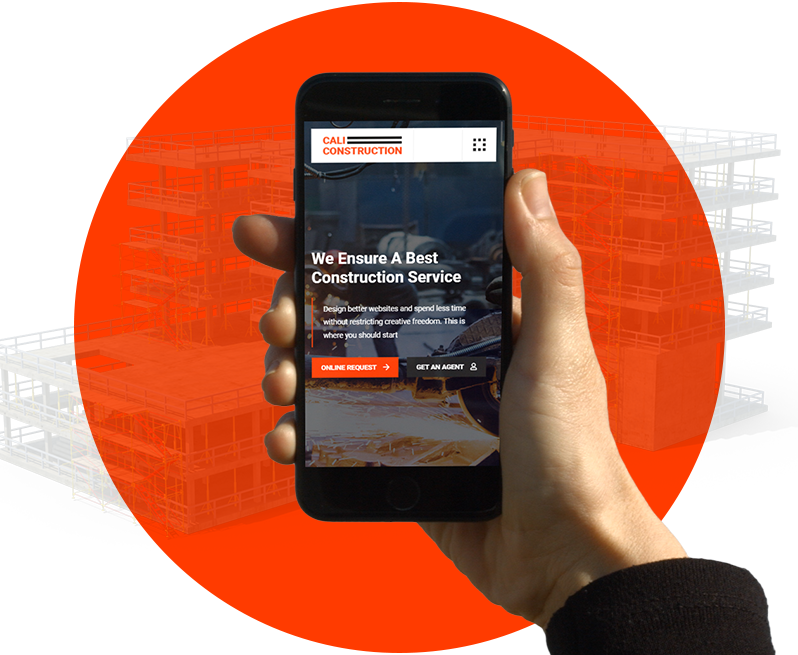 CALI
CONSTRUCTION
We Ensure A Best
Construction Service
Design better websites and spend less time
without restricting creative freedom. This is
where you should start
ONLINE REQUEST
GET AN AGENT